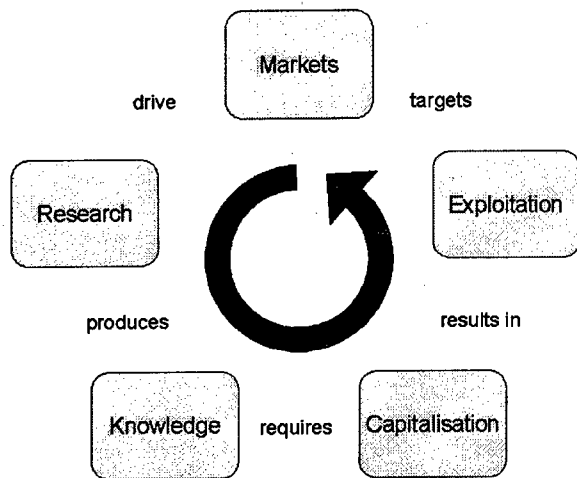 Markets
drive
targets
Research
Exploitation
produces
results in
Knowledge
requires
Capitalisation